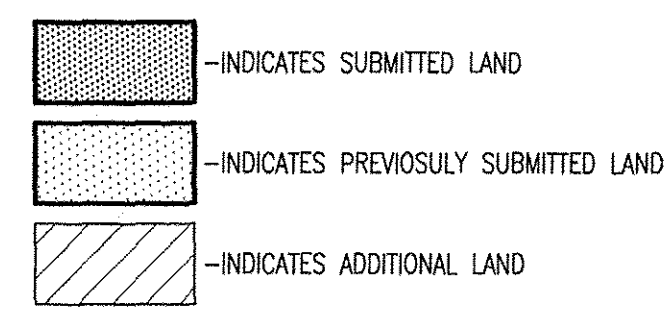 -INDICATES SUBMITTED LAND
-INDICATES PREVIOSULY SUBMITTED LAND
-INDICATES ADDITIONAL LAND